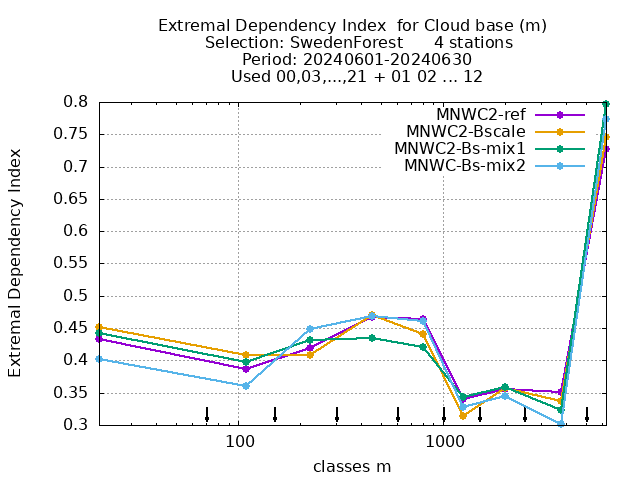 Extremal Dependency Index  for Cloud base (m)
Selection: SwedenForest      4 stations
Period: 20240601-20240630
Used 00,03,...,21 + 01 02 ... 12
MNWC2-ref
MNWC2-Bscale
MNWC2-Bs-mix1
MNWC-Bs-mix2
Extremal Dependency Index
0.8
0.75
0.7
0.65
0.6
0.55
0.5
0.45
0.4
0.35
0.3
100
1000
classes m